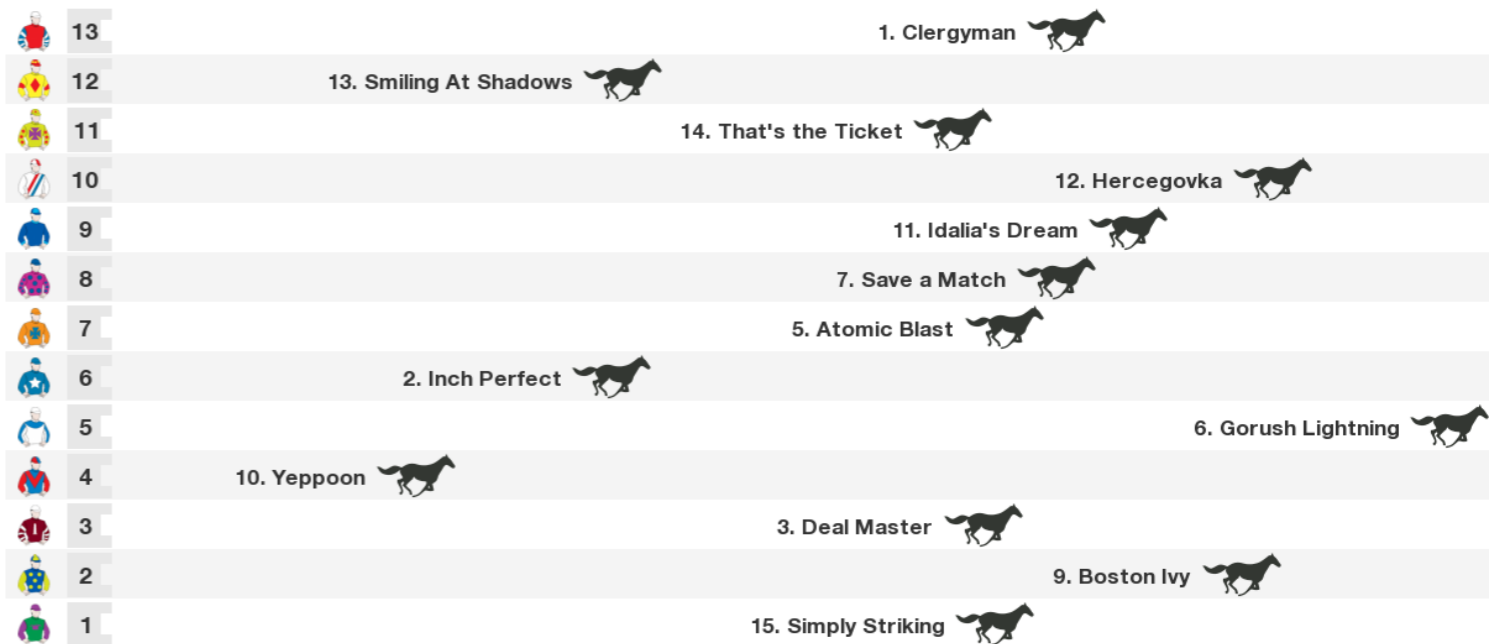 13 1. Clergyman
12 13. Smiling At Shadows
11 14. That's the Ticket
10 12. Hercegovka
9 11. Idalia's Dream
8 7. Save a Match
7 5. Atomic Blast
6 2. Inch Perfect
5 6. Gorush Lightning
4 10. Yeppoon
3 3. Deal Master
2 9. Boston Ivy
1 15. Simply Striking